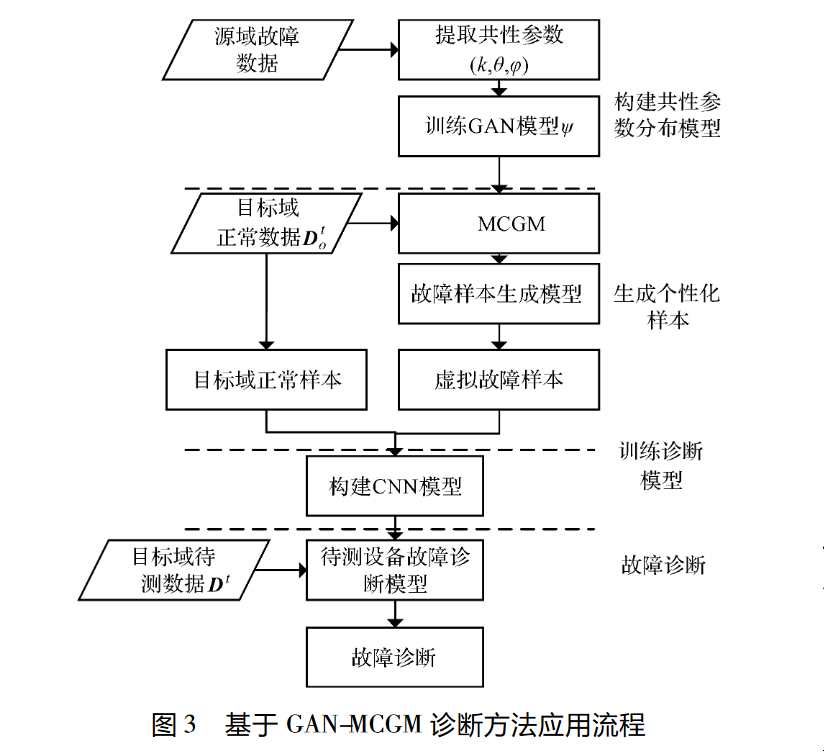 源域故障
数据
提取共性参数
(k,θ,φ)
训练GAN模型ψ
构建共性参
数分布模型
目标域
正常数据Dₒᵗ
MCGM
故障样本生成模型
生成个性化
样本
目标域正常样本
虚拟故障样本
训练诊断
模型
构建CNN模型
目标域待
测数据Dᵗ
待测设备故障诊
断模型
故障诊断
故障诊断
图 3 基于 GAN-MCGM 诊断方法应用流程